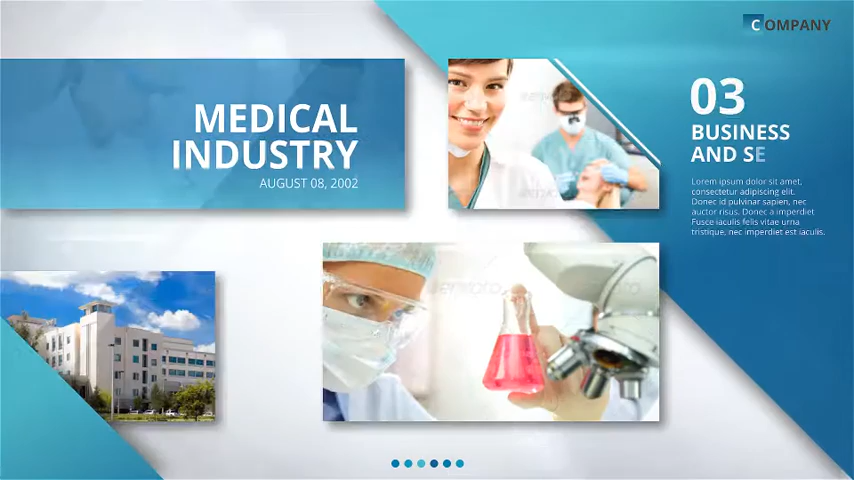 COMPANY
MEDICAL
INDUSTRY
AUGUST 08, 2002
03
BUSINESS
AND SE
Lorem ipsum dolor sit amet,
consectetur adipiscing elit.
Donec id pulvinar sapien, nec
auctor risus. Donec a imperdiet
Fusce iaculis felis vitae urna
tristique, nec imperdiet est iaculis.